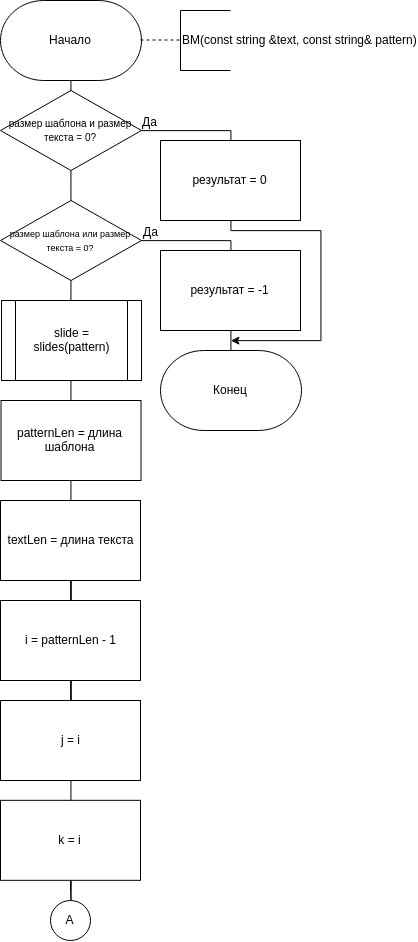 Начало
BM(const string &text, const string& pattern)
размер шаблона и размер
текста = 0?
Да
результат = 0
размер шаблона или размер
текста = 0?
Да
результат = -1
slide =
slides(pattern)
Конец
patternLen = длина
шаблона
textLen = длина текста
i = patternLen - 1
j = i
k = i
A